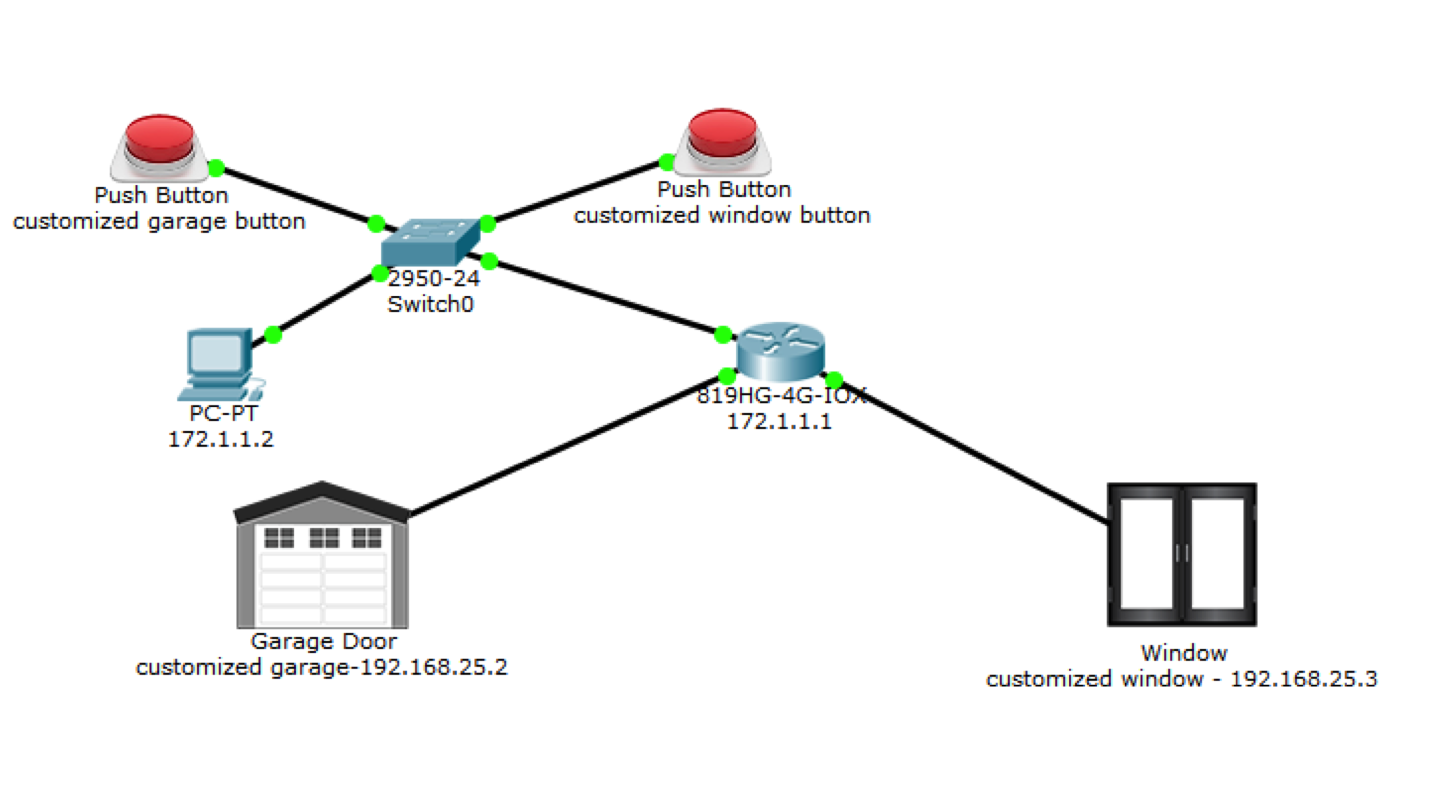 Push Button
customized garage button
Push Button
customized window button
2950-24
Switch0
PC-PT
172.1.1.2
819HG-4G-IOX
172.1.1.1
Garage Door
customized garage-192.168.25.2
Window
customized window - 192.168.25.3